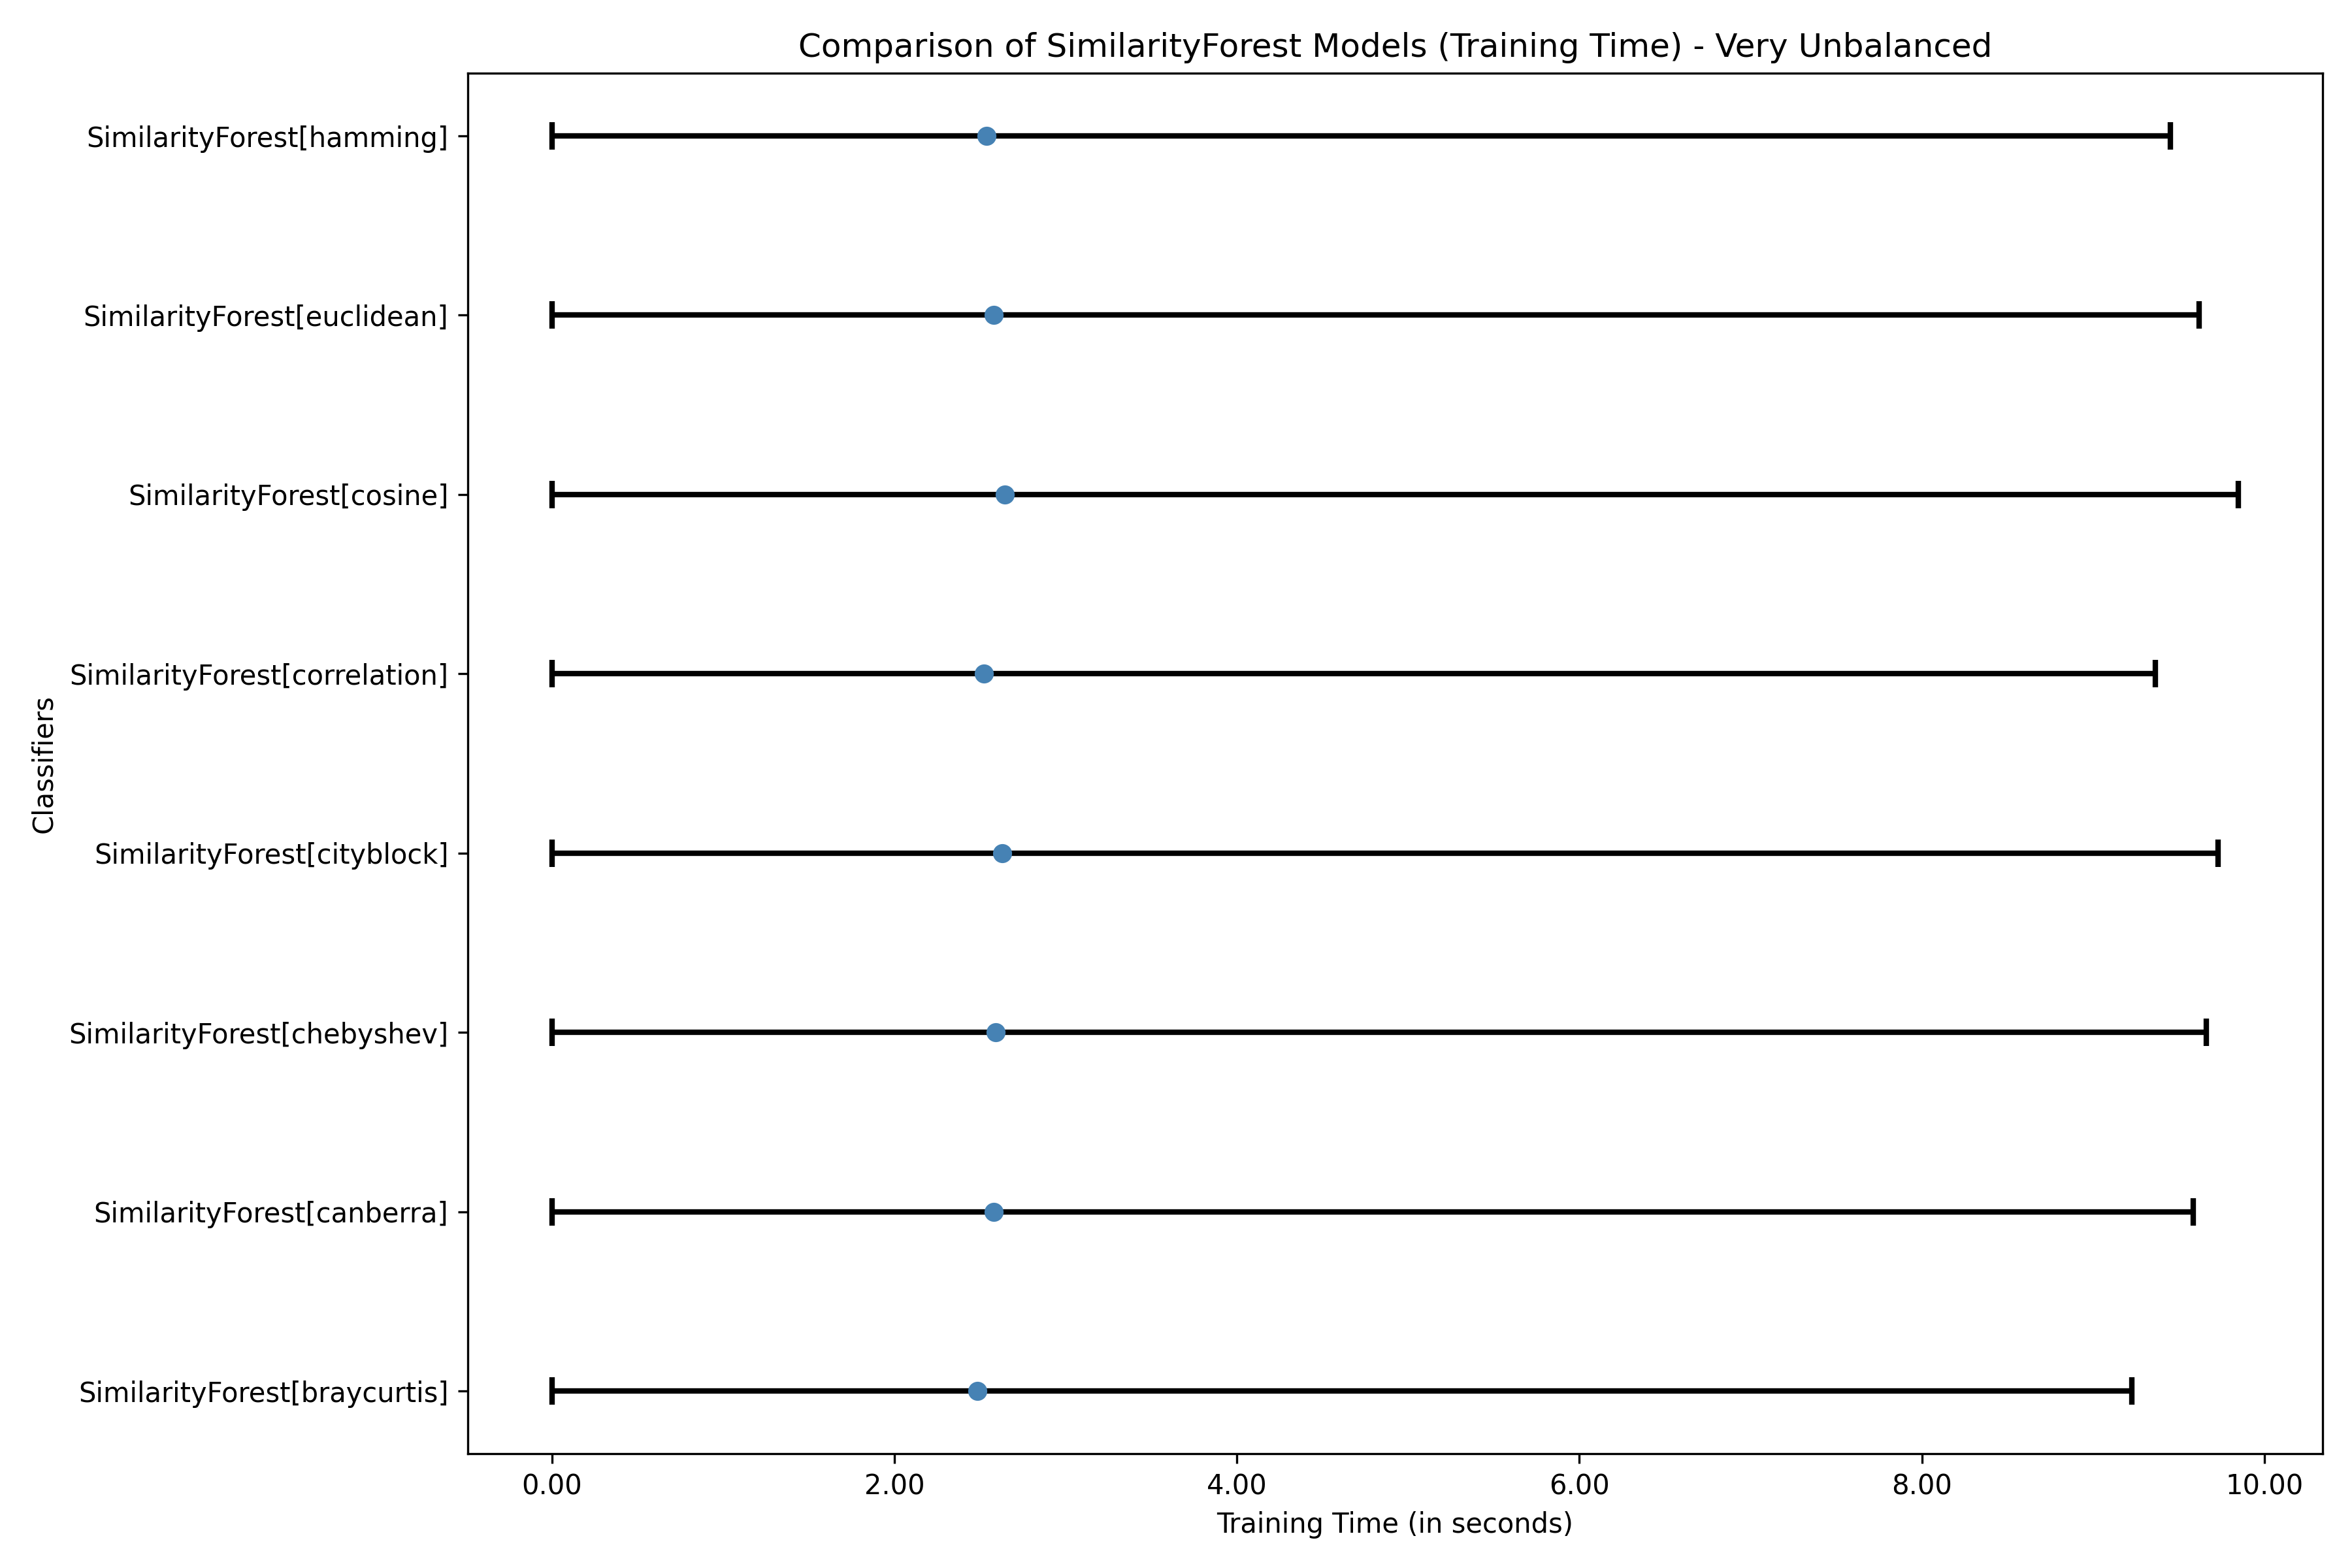 Comparison of SimilarityForest Models (Training Time) - Very Unbalanced
SimilarityForest[hamming]
SimilarityForest[euclidean]
SimilarityForest[cosine]
SimilarityForest[correlation]
SimilarityForest[cityblock]
SimilarityForest[chebyshev]
SimilarityForest[canberra]
SimilarityForest[braycurtis]
Classifiers
0.00 2.00 4.00 6.00 8.00 10.00
Training Time (in seconds)